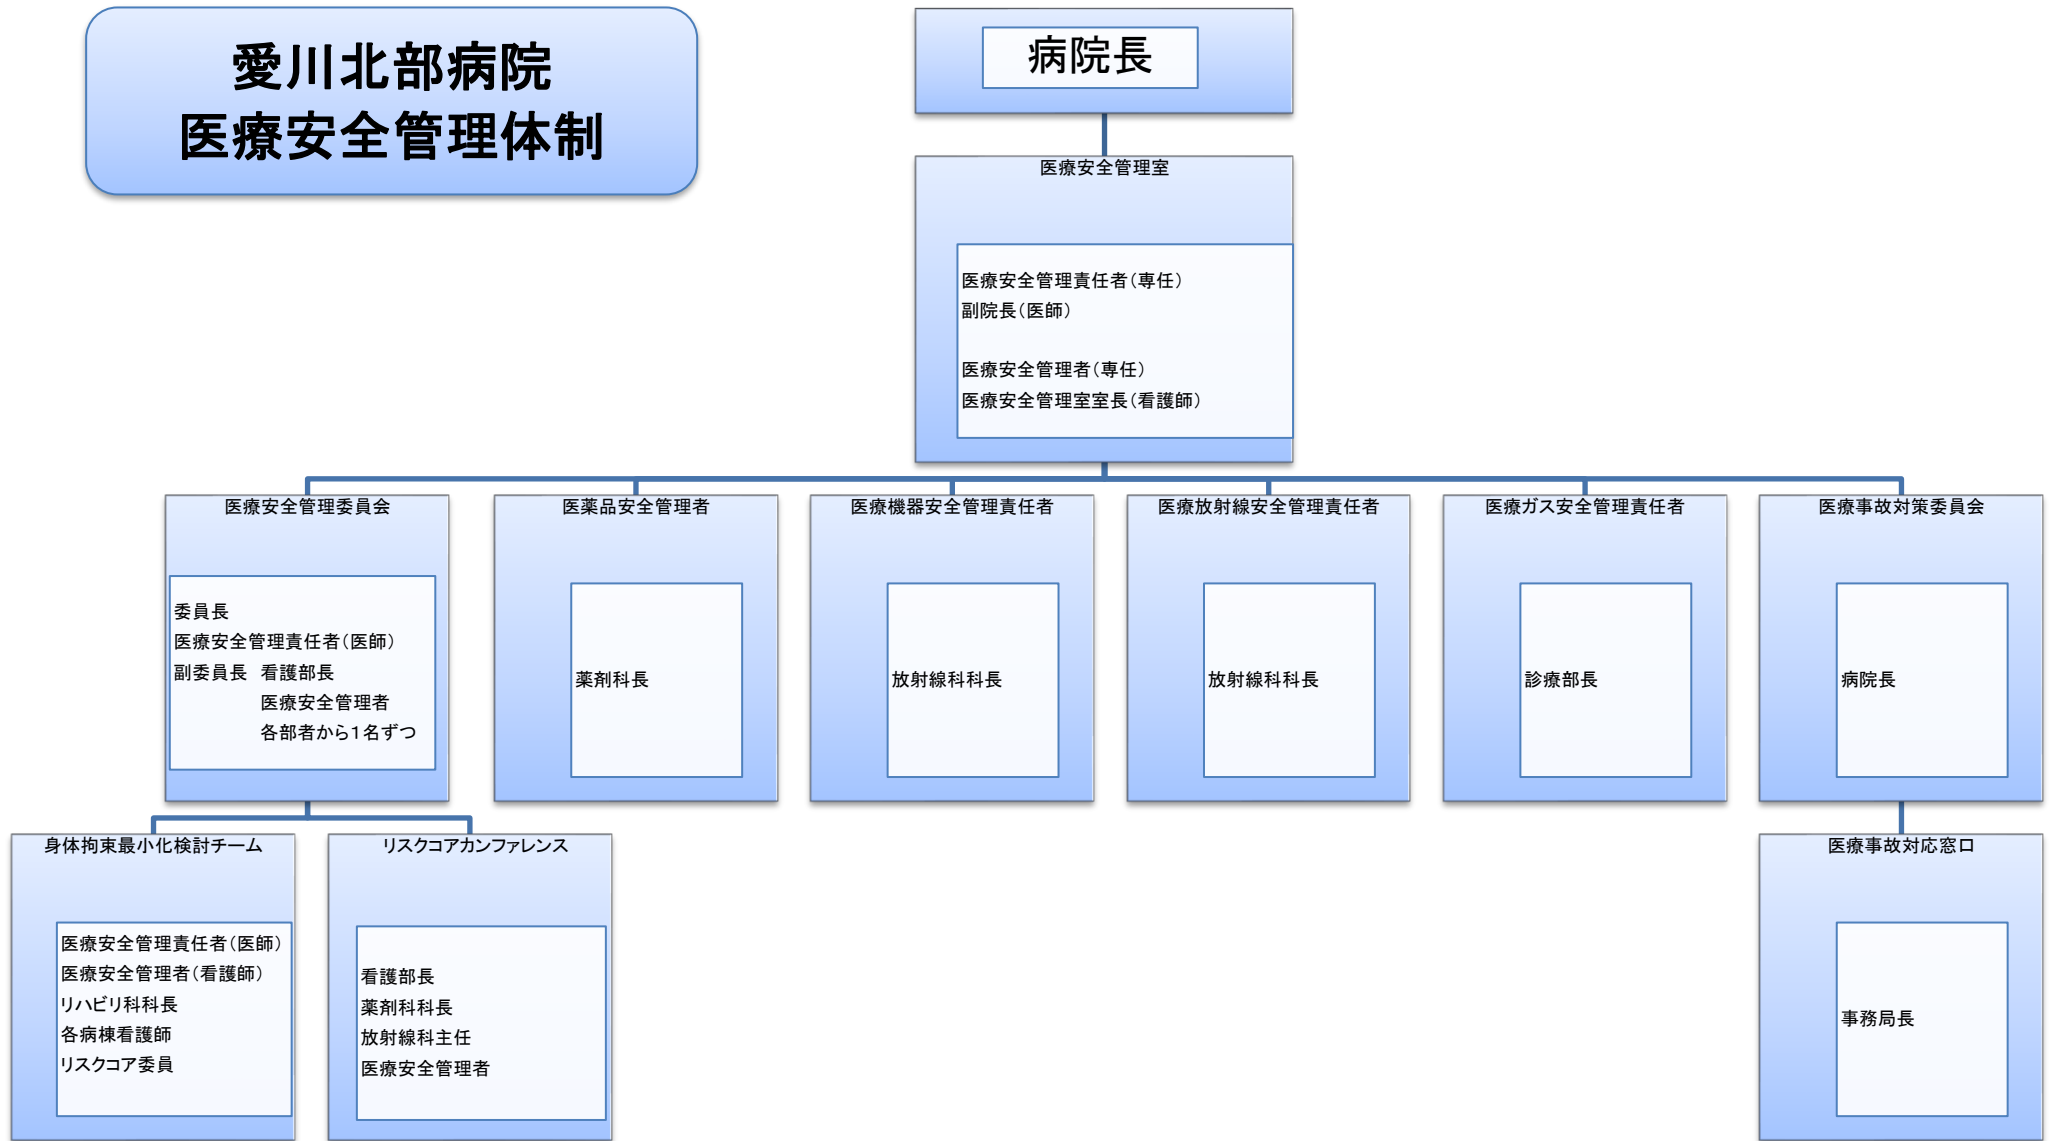 愛川北部病院
医療安全管理体制
病院長
医療安全管理室
医療安全管理責任者(専任)
副院長(医師)
医療安全管理者(専任)
医療安全管理室室長(看護師)
医療安全管理委員会
委員長
医療安全管理責任者(医師)
副委員長 看護部長
医療安全管理者
各部者から1名ずつ
医薬品安全管理者
薬剤科長
医療機器安全管理責任者
放射線科科長
医療放射線安全管理責任者
放射線科科長
医療ガス安全管理責任者
診療部長
医療事故対策委員会
病院長
身体拘束最小化検討チーム
医療安全管理責任者(医師)
医療安全管理者(看護師)
リハビリ科科長
各病棟看護師
リスクコア委員
リスクコアカンファレンス
看護部長
薬剤科科長
放射線科主任
医療安全管理者
医療事故対応窓口
事務局長